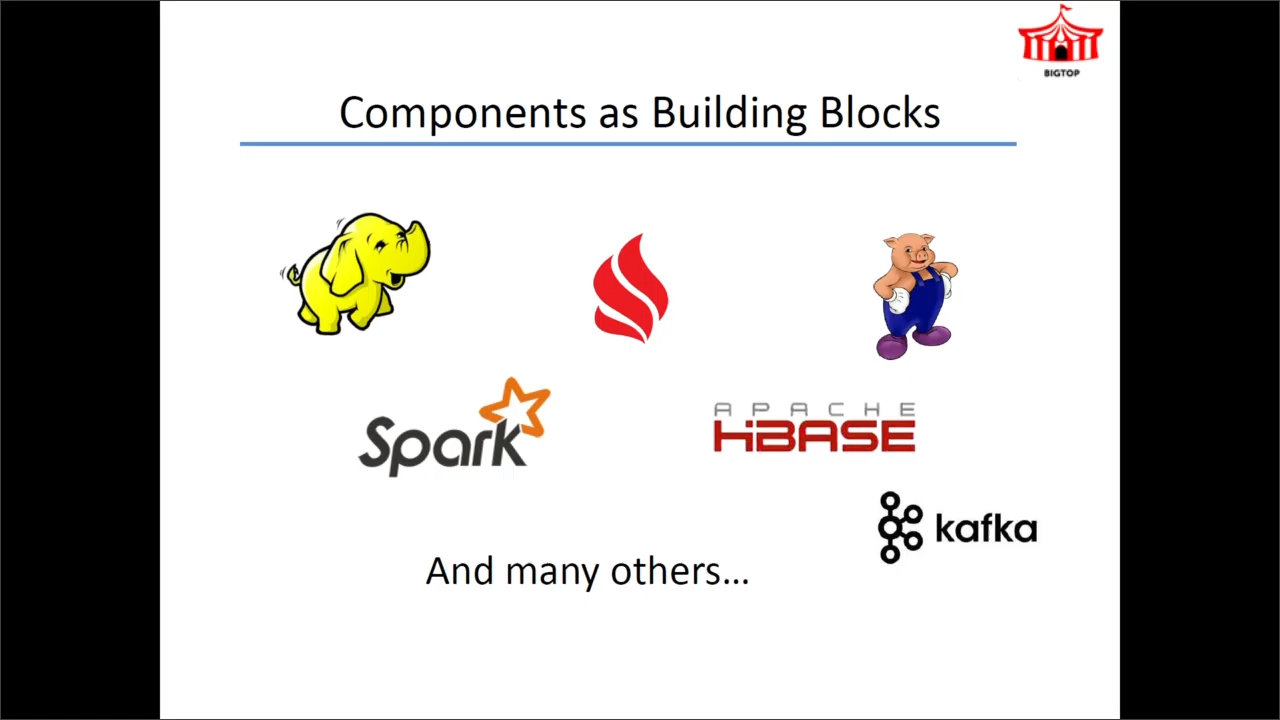 BIGTOP
Components as Building Blocks
Spark
APACHE
HBASE
kafka
And many others...